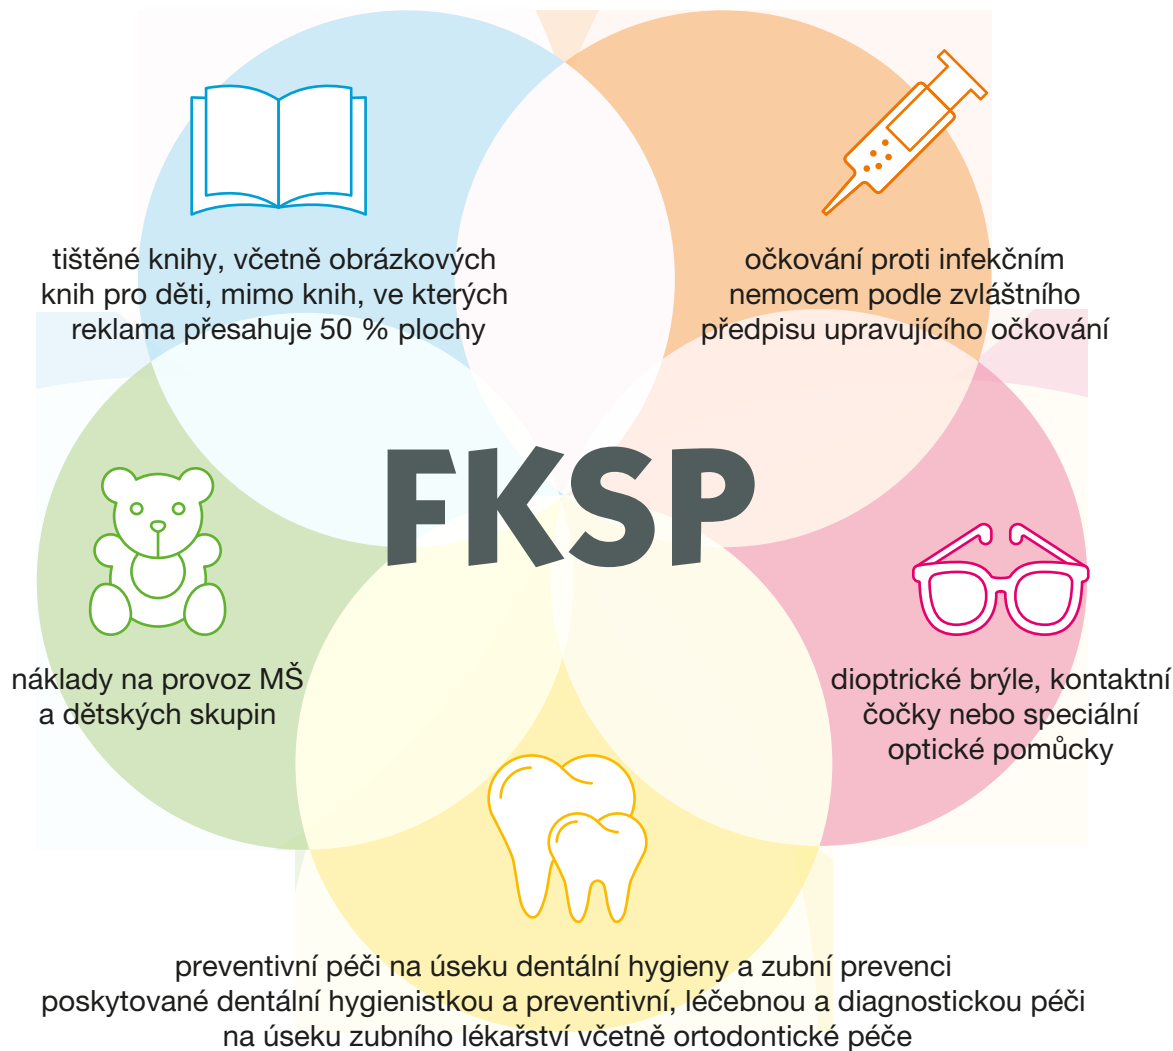 tištěné knihy, včetně obrázkových
knih pro děti, mimo knih, ve kterých
reklama přesahuje 50 % plochy
očkování proti infekčním
nemocem podle zvláštního
předpisu upravujícího očkování
FKSP
náklady na provoz MŠ
a dětských skupin
dioptrické brýle, kontaktní
čočky nebo speciální
optické pomůcky
preventivní péči na úseku dentální hygieny a zubní prevenci
poskytované dentální hygienistkou a preventivní, léčebnou a diagnostickou péči
na úseku zubního lékařství včetně ortodontické péče